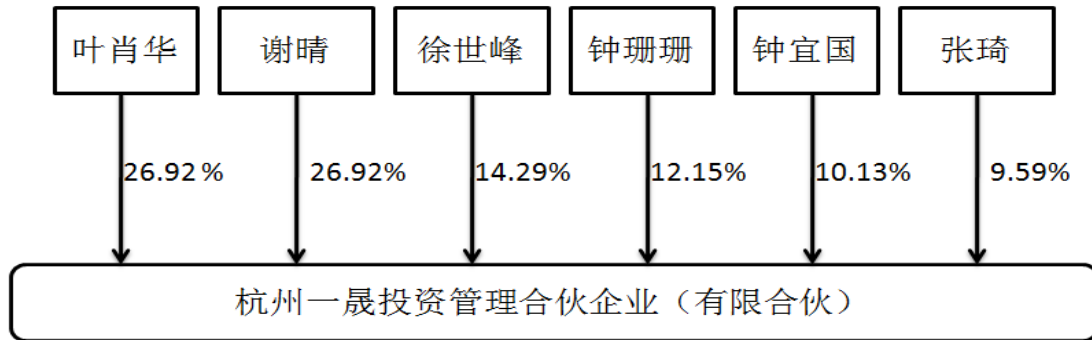 叶肖华 谢晴 徐世峰 钟珊珊 钟宜国 张琦
26.92% 26.92% 14.29% 12.15% 10.13% 9.59%
杭州一晟投资管理合伙企业（有限合伙）